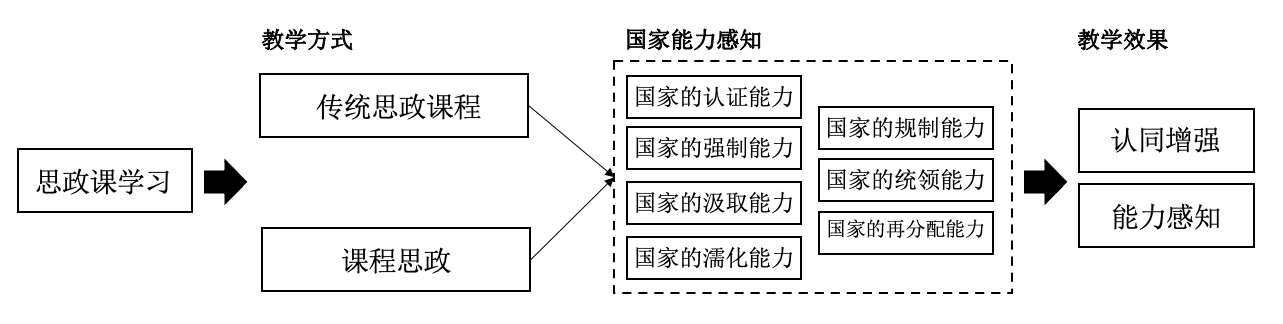 教学方式
国家能力感知
教学效果
思政课学习
传统思政课程
课程思政
国家的认证能力
国家的强制能力
国家的汲取能力
国家的濡化能力
国家的规制能力
国家的统领能力
国家的再分配能力
认同增强
能力感知